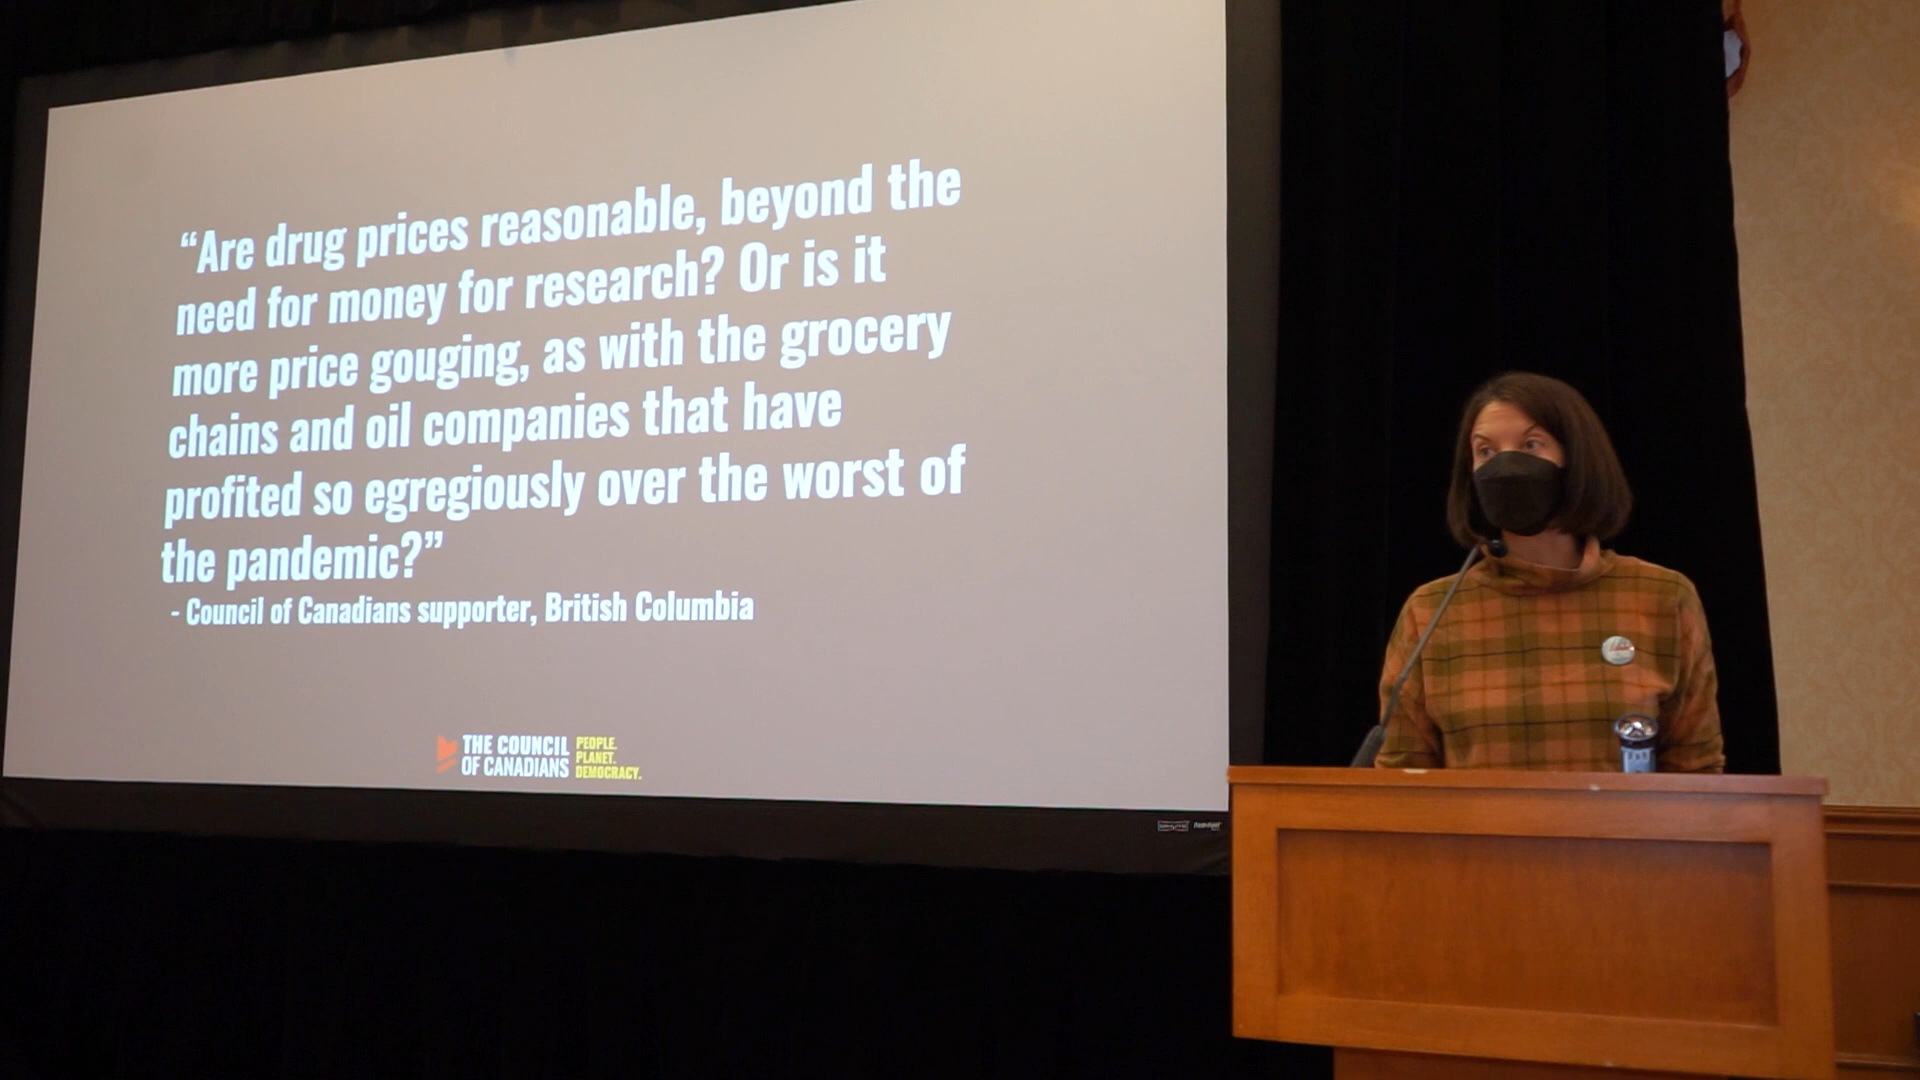 “Are drug prices reasonable, beyond the
need for money for research? Or is it
more price gouging, as with the grocery
chains and oil companies that have
profited so egregiously over the worst of
the pandemic?”
- Council of Canadians supporter, British Columbia
THE COUNCIL
OF CANADIANS
PEOPLE.
PLANET.
DEMOCRACY.